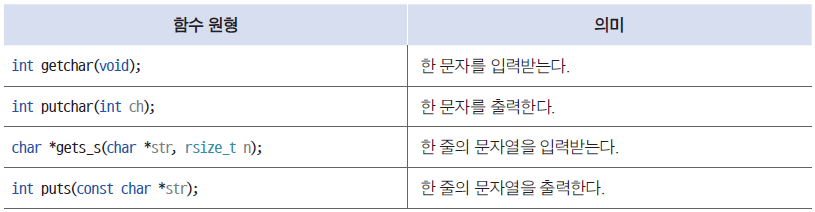 함수 원형 의미
int getchar(void); 한 문자를 입력받는다.
int putchar(int ch); 한 문자를 출력한다.
char *gets_s(char *str, rsize_t n); 한 줄의 문자열을 입력받는다.
int puts(const char *str); 한 줄의 문자열을 출력한다.